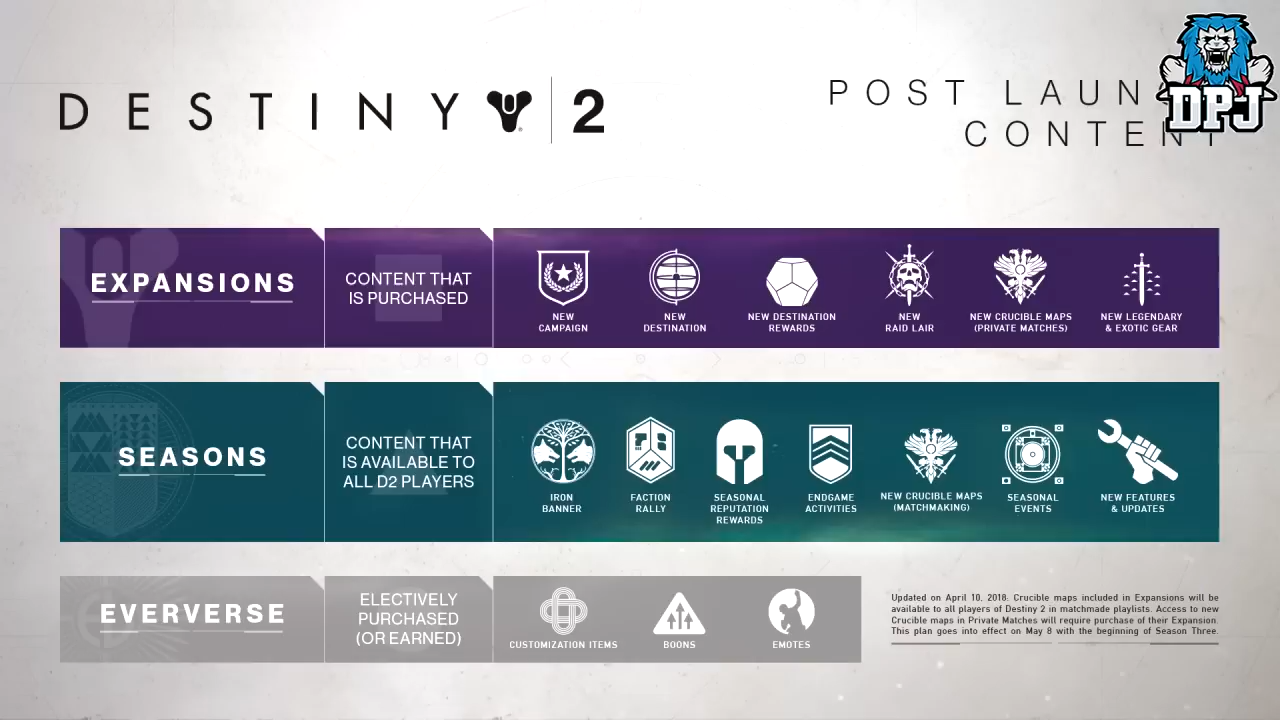 DESTINY 2
POST LAUN
CONTENT
DPJ
EXPANSIONS
CONTENT THAT
IS PURCHASED
NEW
CAMPAIGN
NEW
DESTINATION
NEW DESTINATION
REWARDS
NEW
RAID LAIR
NEW CRUCIBLE MAPS
(PRIVATE MATCHES)
NEW LEGENDARY
& EXOTIC GEAR
SEASONS
CONTENT THAT
IS AVAILABLE TO
ALL D2 PLAYERS
IRON
BANNER
FACTION
RALLY
SEASONAL
REPUTATION
REWARDS
ENDGAME
ACTIVITIES
NEW CRUCIBLE MAPS
(MATCHMAKING)
SEASONAL
EVENTS
NEW FEATURES
& UPDATES
EVERVERSE
ELECTIVELY
PURCHASED
(OR EARNED)
CUSTOMIZATION ITEMS
BOONS
EMOTES
Updated on April 10, 2018: Crucible maps included in Expansions will be
available to all players of Destiny 2 in matchmade playlists. Access to new
Crucible maps in Private Matches will require purchase of their Expansion.
This plan goes into effect on May 8 with the beginning of Season Three.